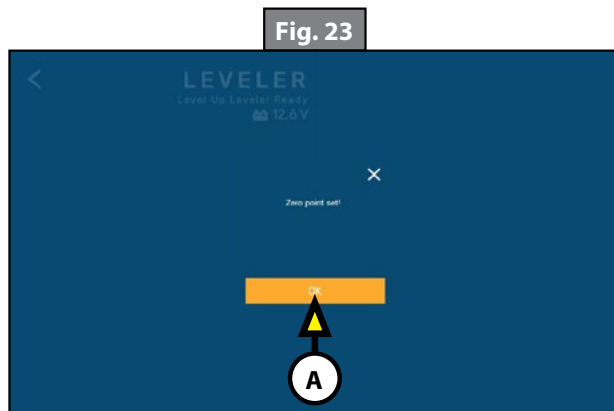 Fig. 23
<
LEVELER
Level Up Leveler Ready
12.6 V
×
Zero point set!
OK
A